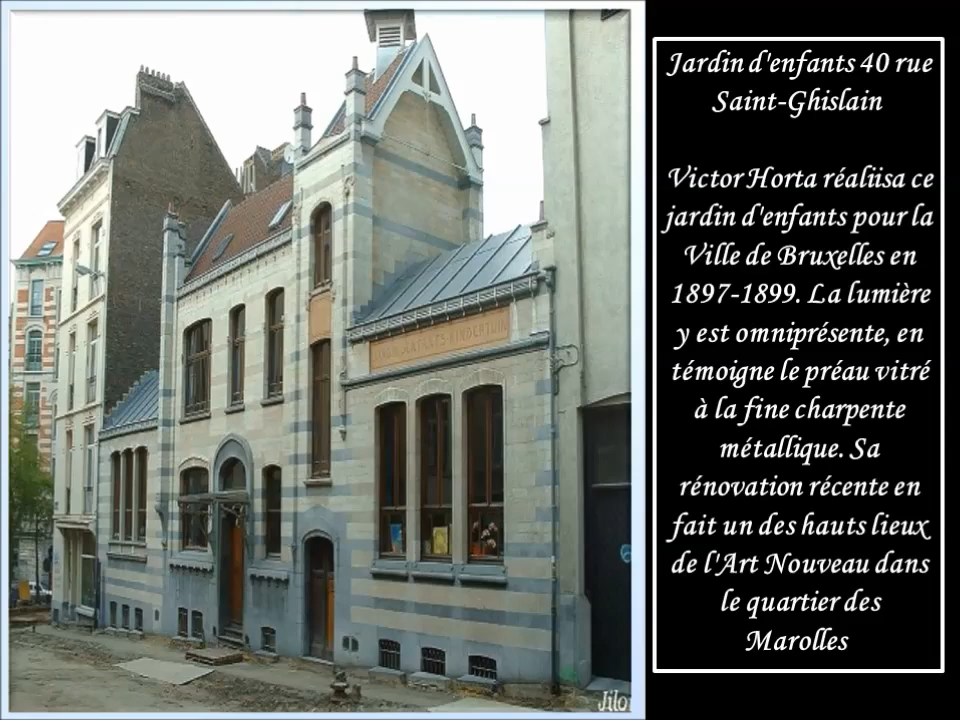 Jardin d'enfants 40 rue
Saint-Ghislain
Victor Horta réaliisa ce
jardin d'enfants pour la
Ville de Bruxelles en
1897-1899. La lumière
y est omniprésente, en
témoigne le préau vitré
à la fine charpente
métallique. Sa
rénovation récente en
fait un des hauts lieux
de l'Art Nouveau dans
le quartier des
Marolles